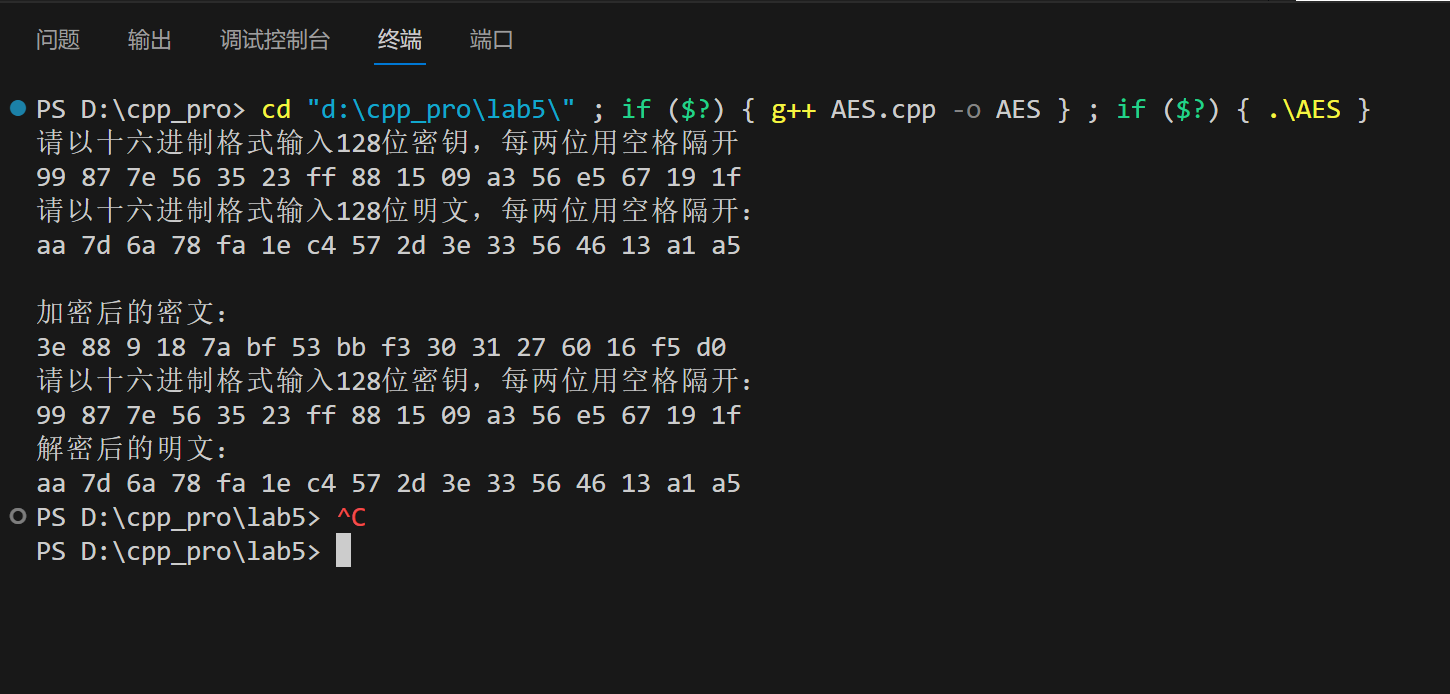 问题 输出 调试控制台 终端 端口
PS D:\cpp_pro> cd "d:\cpp_pro\lab5\" ; if ($?) { g++ AES.cpp -o AES } ; if ($?) { .\AES }
请以十六进制格式输入128位密钥，每两位用空格隔开
99 87 7e 56 35 23 ff 88 15 09 a3 56 e5 67 19 1f
请以十六进制格式输入128位明文，每两位用空格隔开：
aa 7d 6a 78 fa 1e c4 57 2d 3e 33 56 46 13 a1 a5
加密后的密文：
3e 88 9 18 7a bf 53 bb f3 30 31 27 60 16 f5 d0
请以十六进制格式输入128位密钥，每两位用空格隔开：
99 87 7e 56 35 23 ff 88 15 09 a3 56 e5 67 19 1f
解密后的明文：
aa 7d 6a 78 fa 1e c4 57 2d 3e 33 56 46 13 a1 a5
PS D:\cpp_pro\lab5> ^C
PS D:\cpp_pro\lab5>